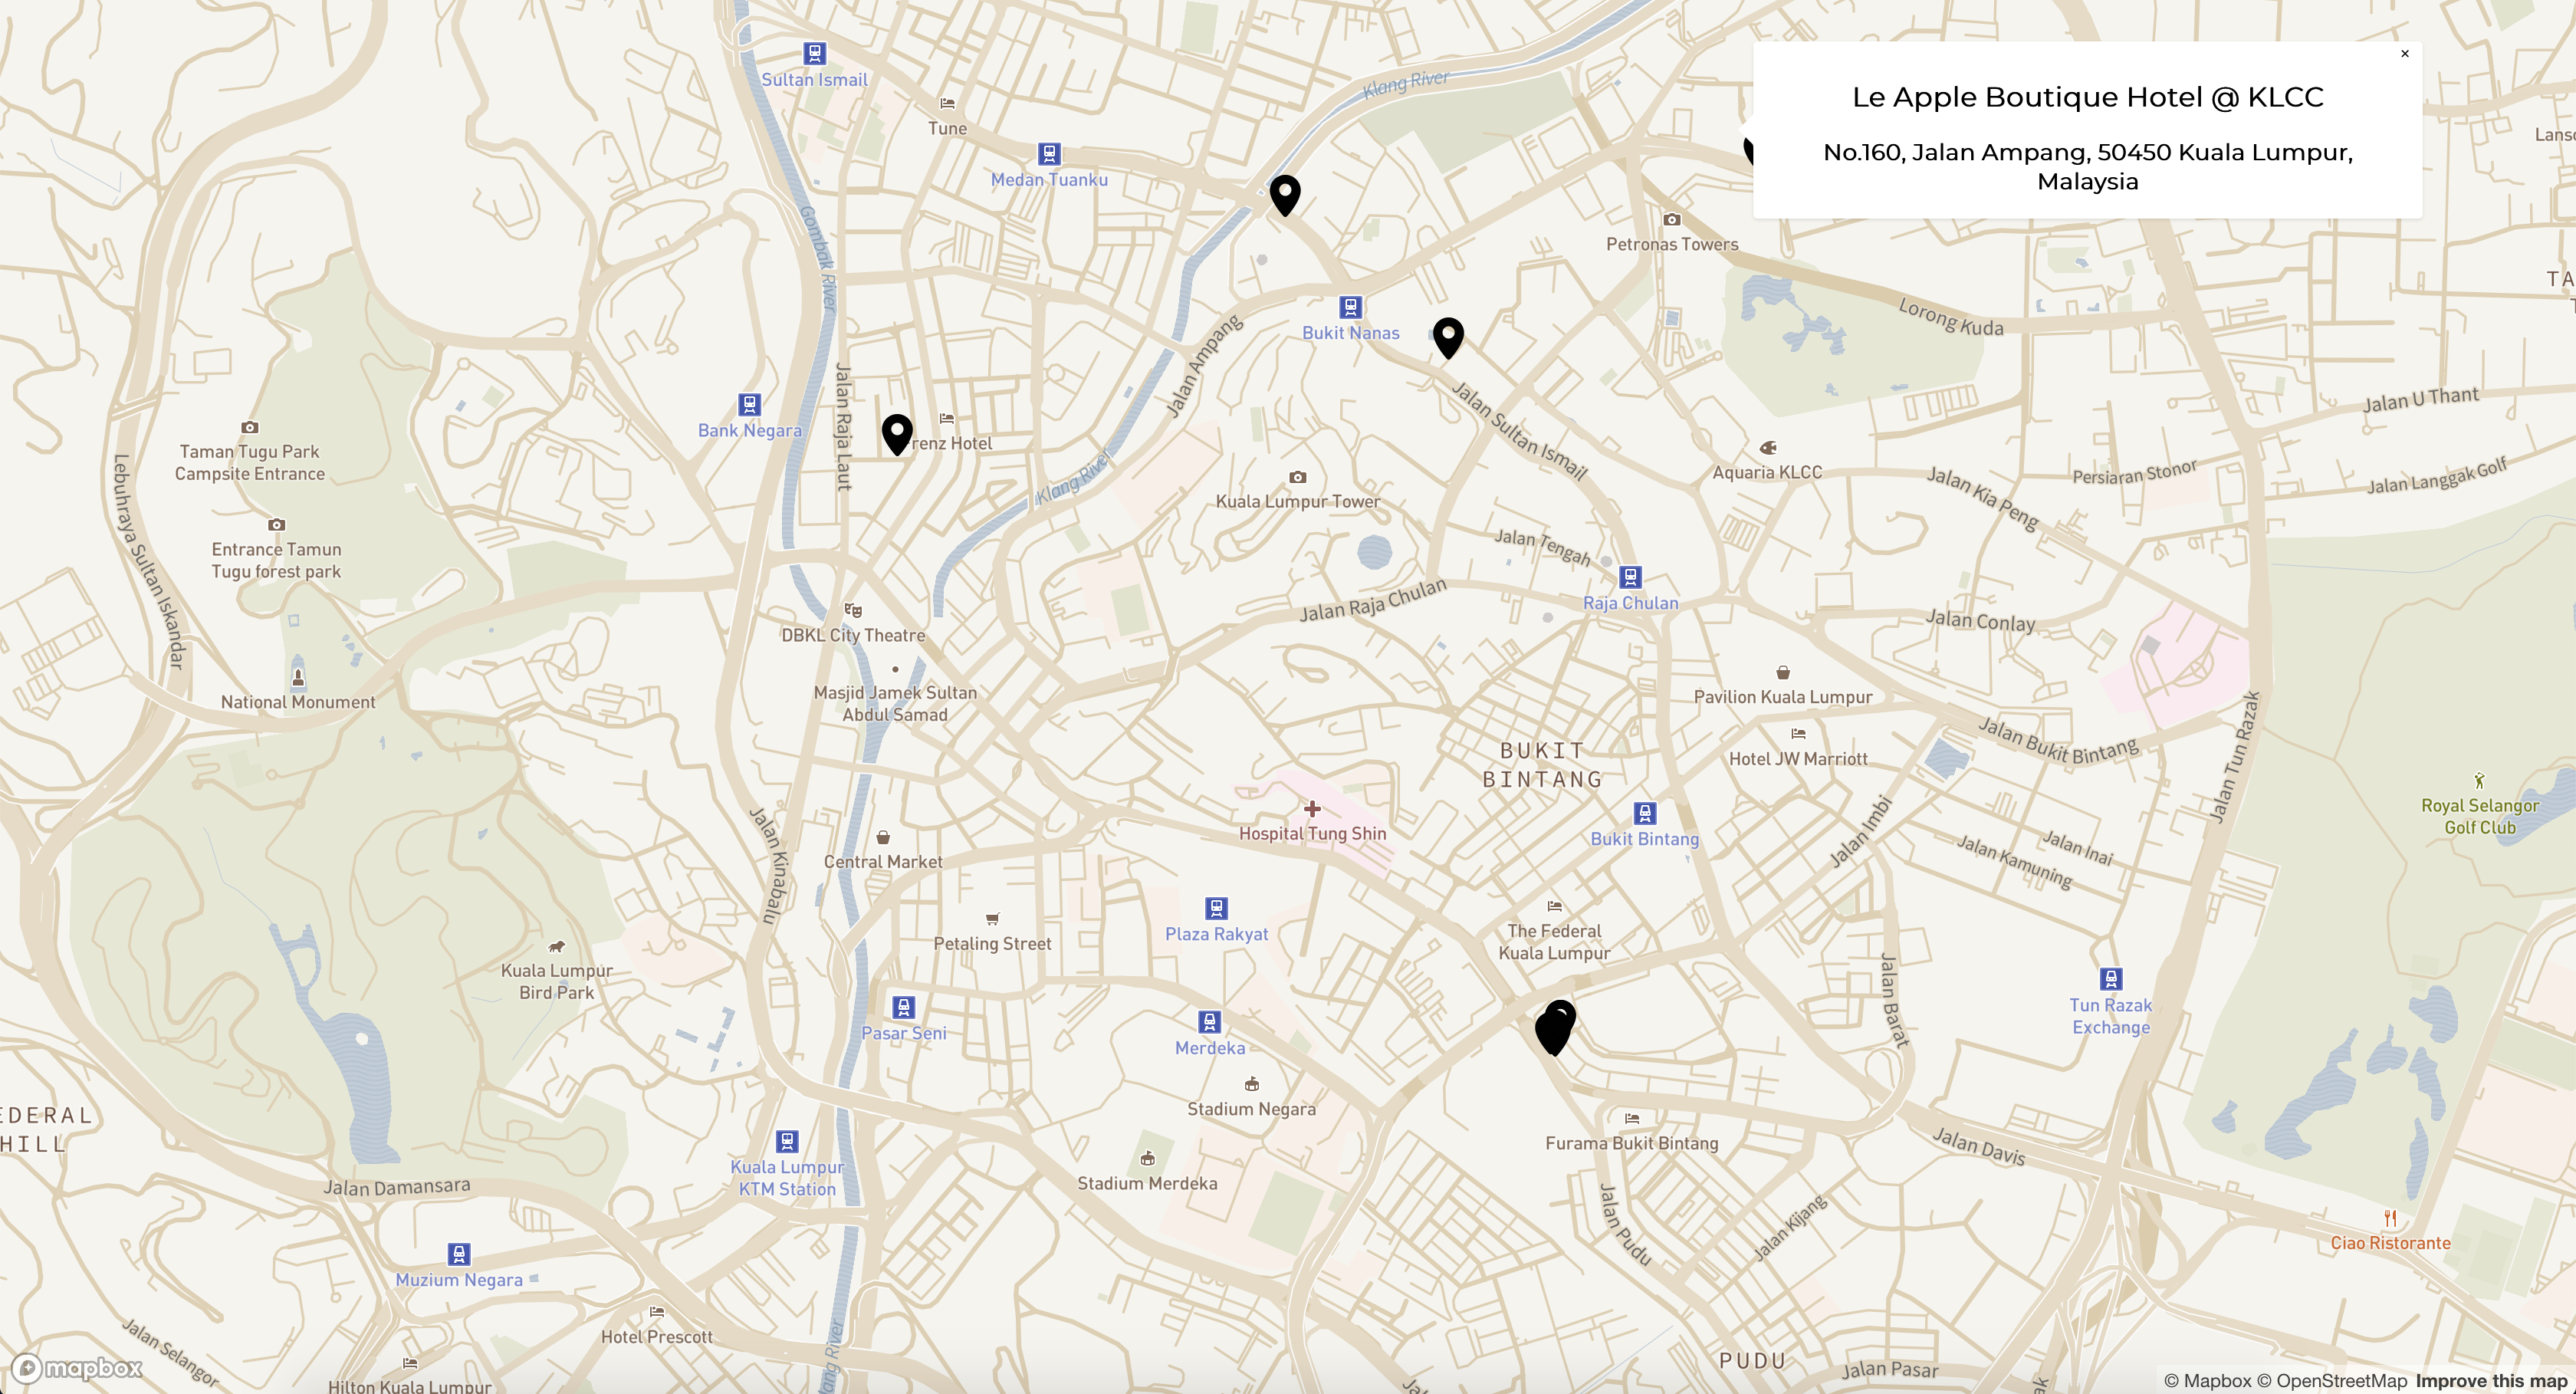 Sultan Ismail
Klang River
×
Le Apple Boutique Hotel @ KLCC
No.160, Jalan Ampang, 50450 Kuala Lumpur,
Malaysia
Tune
Medan Tuanku
Petronas Towers
Gombak River
Bukit Nanas
Jalan Ampang
Lorong Kuda
Jalan Raja Laut
Bank Negara
renz Hotel
Klang River
Jalan Sultan Ismail
Jalan U Thant
Taman Tugu Park
Campsite Entrance
Kuala Lumpur Tower
Aquaria KLCC
Jalan Kia Peng
Persiaran Stonor
Jalan Langgak Golf
Lebuhraya Sultan Iskandar
Entrance Tamun
Tugu forest park
Jalan Tengah
Jalan Raja Chulan
Raja Chulan
Jalan Conlay
DBKL City Theatre
Masjid Jamek Sultan
Abdul Samad
National Monument
Pavilion Kuala Lumpur
Hotel JW Marriott
Jalan Bukit Bintang
Jalan Tun Razak
BUKIT
BINTANG
Jalan Kinabalu
Central Market
Hospital Tung Shin
Bukit Bintang
Jalan Imbi
Jalan Inai
Jalan Kamuning
Royal Selangor
Golf Club
Petaling Street
Plaza Rakyat
The Federal
Kuala Lumpur
Kuala Lumpur
Bird Park
Pasar Seni
Merdeka
Jalan Barat
Tun Razak
Exchange
EDERAL
HILL
Stadium Negara
Furama Bukit Bintang
Jalan Davis
Kuala Lumpur
KTM Station
Stadium Merdeka
Jalan Damansara
Jalan Pudu
Jalan Kijang
Ciao Ristorante
Muzium Negara
Hotel Prescott
Jalan Selangor
PUDU
Jalan Pasar
mapbox
Hilton Kuala Lumpur
© Mapbox © OpenStreetMap Improve this map